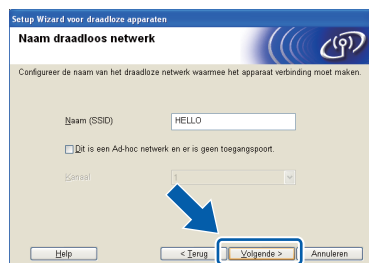 Setup Wizard voor draadloze apparaten
Naam draadloos netwerk
Configureer de naam van het draadloze netwerk waarmee het apparaat verbinding moet maken.
Naam (SSID) HELLO
Dit is een Ad-hoc netwerk en er is geen toegangspoort.
Kanaal 1
Help < Terug Volgende > Annuleren